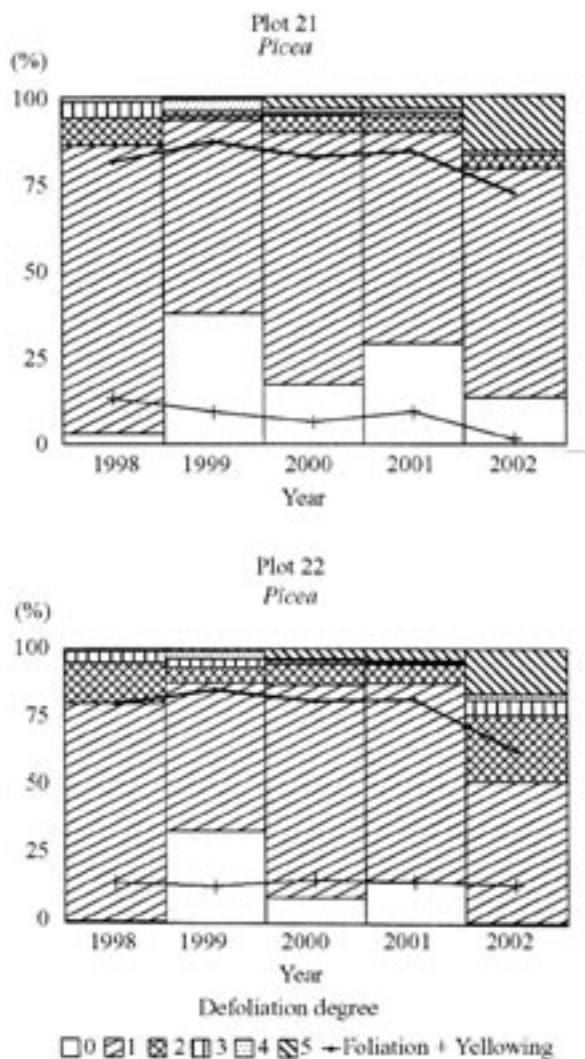 Plot 21
Picea
(%)
100
75
50
25
0
1998 1999 2000 2001 2002
Year
Plot 22
Picea
(%)
100
75
50
25
0
1998 1999 2000 2001 2002
Year
Defoliation degree
0 1 2 3 4 5 Foliation + Yellowing